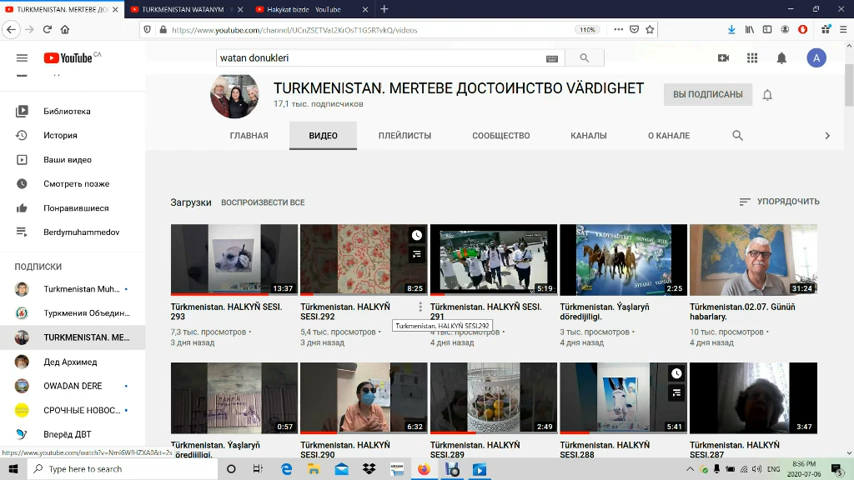 TURKMENISTAN. MERTEBE ДО
TURKMENISTAN WATANYM
Hakykat bizde - YouTube
https://www.youtube.com/channel/UCnZSETVaI2KrOsT1G5R7vkQ/videos
110%
YouTube CA
watan donukleri
A
TURKMENISTAN. MERTEBE ДОСТОИНСТВО VÄRDIGHET
17,1 тыс. подписчиков
ВЫ ПОДПИСАНЫ
ГЛАВНАЯ ВИДЕО ПЛЕЙЛИСТЫ СООБЩЕСТВО КАНАЛЫ О КАНАЛЕ
Библиотека
История
Ваши видео
Смотреть позже
Понравившиеся
Berdymuhammedov
ПОДПИСКИ
Turkmenistan Muh...
Туркмения Объедин...
TURKMENISTAN. ME...
Дед Архимед
OWADAN DERE
СРОЧНЫЕ НОВОС...
Вперёд ДВТ
Загрузки ВОСПРОИЗВЕСТИ ВСЕ УПОРЯДОЧИТЬ
13:37
8:25
5:19
2:25
31:24
Türkmenistan. HALKYŇ SESI.
293
7,3 тыс. просмотров •
3 дня назад
Türkmenistan. HALKYŇ
SESI.292
5,4 тыс. просмотров •
3 дня назад
Türkmenistan. HALKYŇ SESI.
291
4 тыс. просмотров •
4 дня назад
Türkmenistan. HALKYŇ SESI.292
Türkmenistan. Ýaşlaryň
döredijiligi.
3 тыс. просмотров •
4 дня назад
Türkmenistan.02.07. Günüň
habarlary.
10 тыс. просмотров •
4 дня назад
0:57
6:32
2:49
5:41
3:47
Türkmenistan. Ýaşlaryň
döredijiligi.
Türkmenistan. HALKYŇ
SESI.290
Türkmenistan. HALKYŇ
SESI.289
Türkmenistan. HALKYŇ
SESI.288
Türkmenistan. HALKYŇ
SESI.287
Type here to search
ENG
8:36 PM
2020-07-06